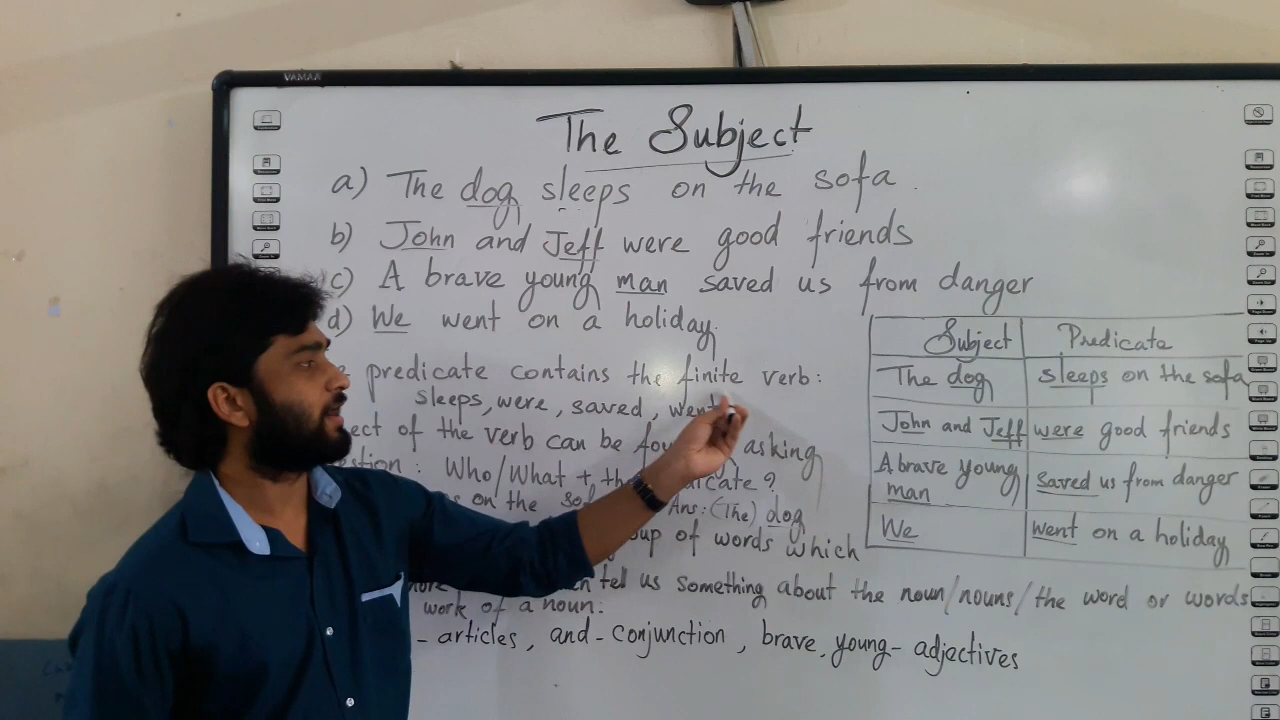 VAMAA
The Subject
a) The dog sleeps on the sofa.
b) John and Jeff were good friends
c) A brave young man saved us from danger
d) We went on a holiday.
predicate contains the finite verb:
sleeps, were, saved, went
ect of the verb can be asking
stion: Who/What + the icate?
s on the Ans: (The) dog
oup of words which
tell us something about the noun/nouns/the word or words
work of a noun.
- articles, and - conjunction, brave, young - adjectives
Subject Predicate
The dog sleeps on the sofa
John and Jeff were good friends
A brave young man saved us from danger
We went on a holiday